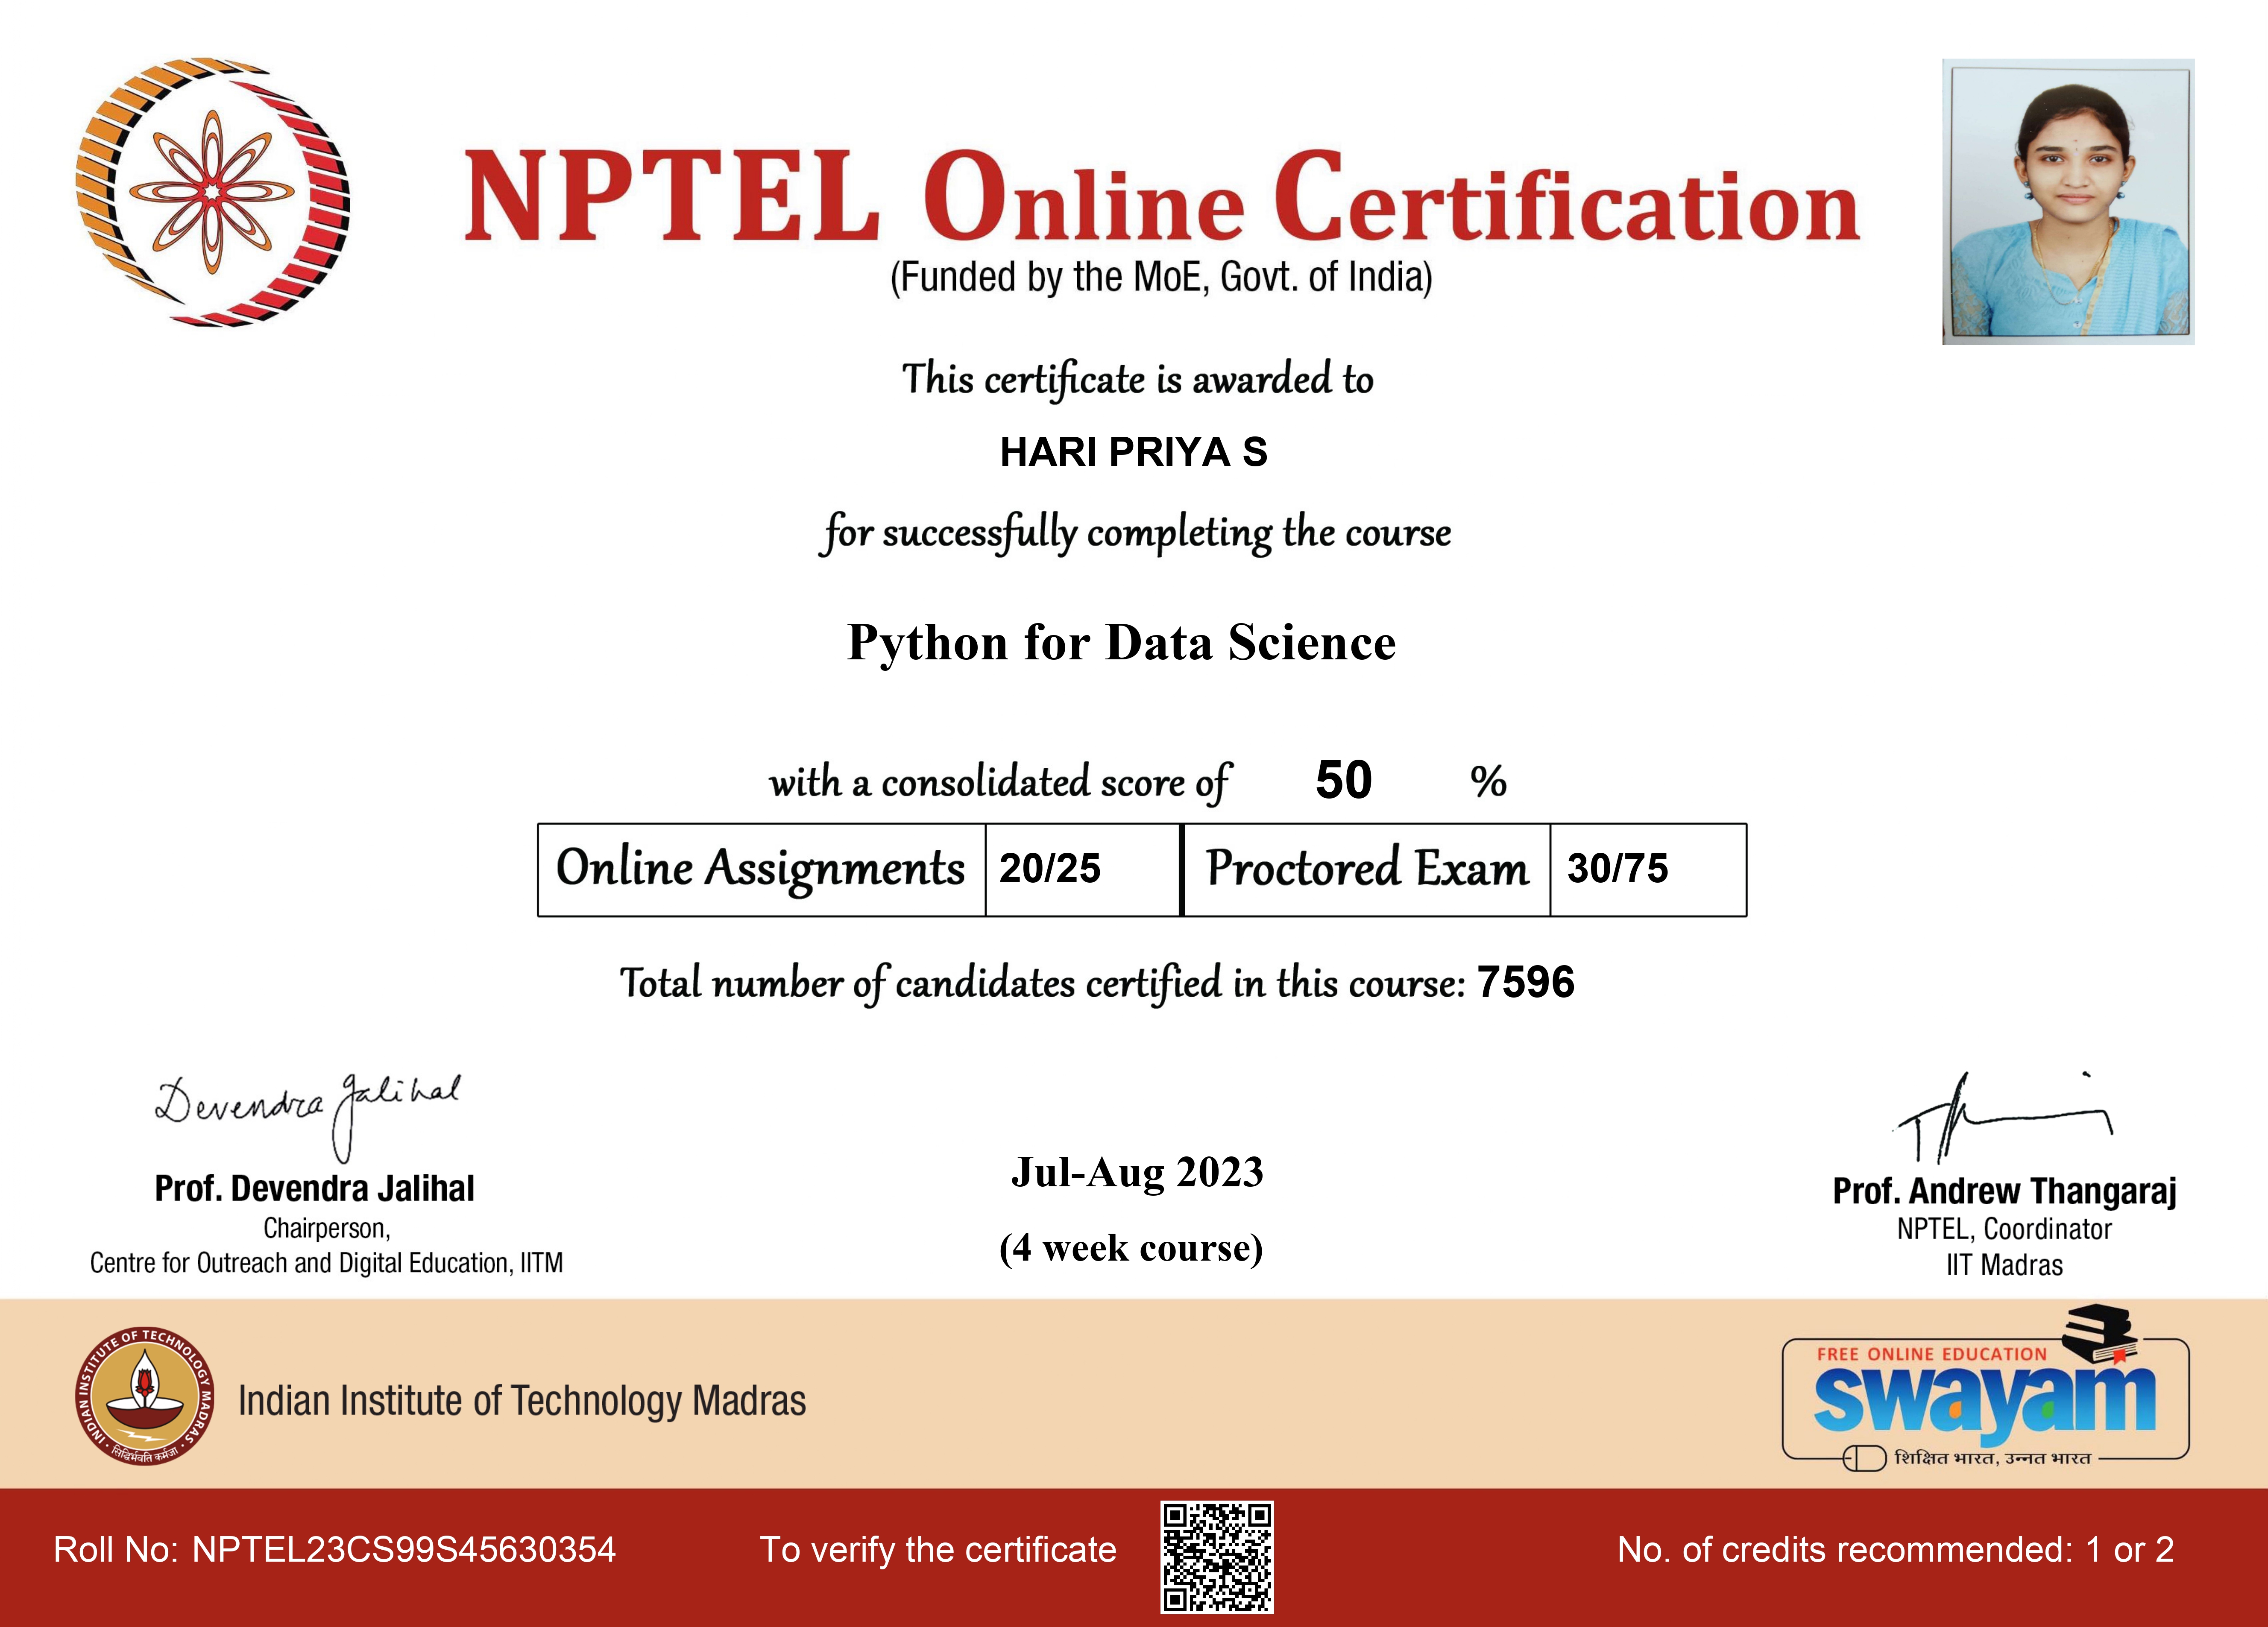 NPTEL Online Certification
(Funded by the MoE, Govt. of India)
This certificate is awarded to
HARI PRIYA S
for successfully completing the course
Python for Data Science
with a consolidated score of 50 %
Online Assignments 20/25 Proctored Exam 30/75
Total number of candidates certified in this course: 7596
Devendra Jalihal
Prof. Devendra Jalihal
Chairperson,
Centre for Outreach and Digital Education, IITM
Jul-Aug 2023
(4 week course)
Prof. Andrew Thangaraj
NPTEL, Coordinator
IIT Madras
INDIAN INSTITUTE OF TECHNOLOGY MADRAS
सिद्धिर्भवति कर्मजा
Indian Institute of Technology Madras
FREE ONLINE EDUCATION
swayam
शिक्षित भारत, उन्नत भारत
Roll No: NPTEL23CS99S45630354
To verify the certificate
No. of credits recommended: 1 or 2